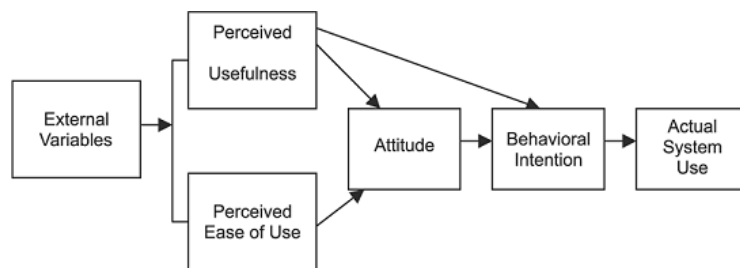 Perceived
Usefulness
External
Variables
Attitude
Behavioral
Intention
Actual
System
Use
Perceived
Ease of Use